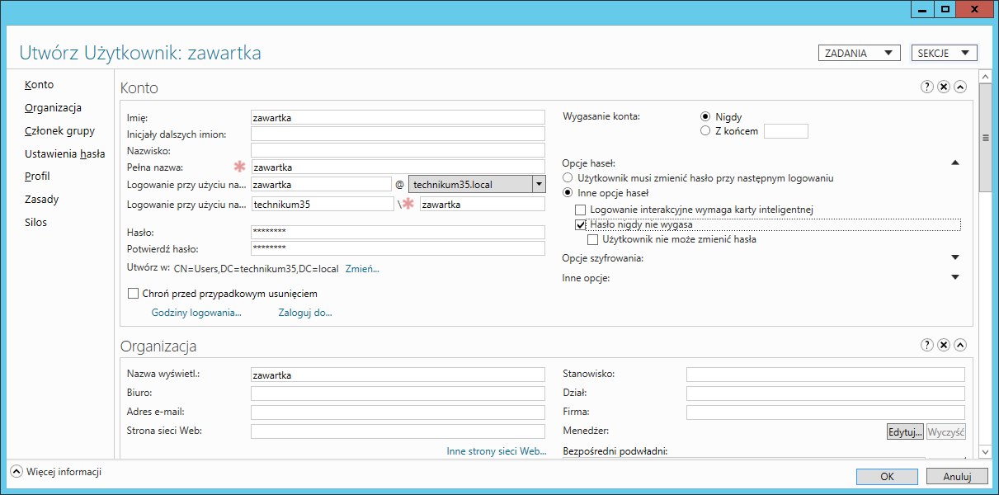 Utwórz Użytkownik: zawartka
ZADANIA
SEKCJE
Konto
Organizacja
Członek grupy
Ustawienia hasła
Profil
Zasady
Silos
Konto
Imię: zawartka
Inicjały dalszych imion:
Nazwisko:
Pełna nazwa: * zawartka
Logowanie przy użyciu na... zawartka @ technikum35.local
Logowanie przy użyciu na... technikum35 \* zawartka
Hasło: ********
Potwierdź hasło: ********
Utwórz w: CN=Users,DC=technikum35,DC=local Zmień...
Chroń przed przypadkowym usunięciem
Godziny logowania... Zaloguj do...
Wygasanie konta: Nigdy
Z końcem
Opcje haseł:
Użytkownik musi zmienić hasło przy następnym logowaniu
Inne opcje haseł
Logowanie interakcyjne wymaga karty inteligentnej
Hasło nigdy nie wygasa
Użytkownik nie może zmienić hasła
Opcje szyfrowania:
Inne opcje:
Organizacja
Nazwa wyświetl.: zawartka
Biuro:
Adres e-mail:
Strona sieci Web:
Inne strony sieci Web...
Stanowisko:
Dział:
Firma:
Menedżer: Edytuj... Wyczyść
Bezpośredni podwładni:
Więcej informacji
OK Anuluj